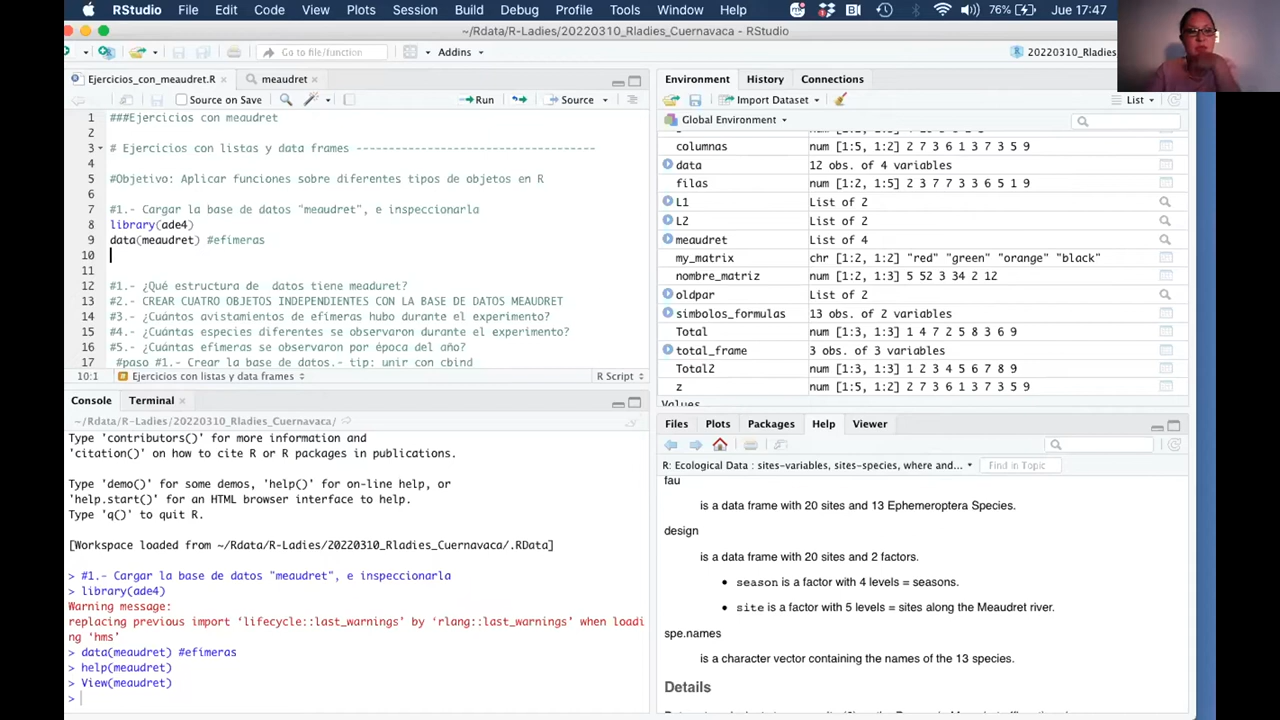 RStudio File Edit Code View Plots Session Build Debug Profile Tools Window Help 76% Jue 17:47
~/Rdata/R-Ladies/20220310_Rladies_Cuernavaca - RStudio
Go to file/function Addins 20220310_Rladies
Ejercicios_con_meaudret.R meaudret
Source on Save Run Source
1 ###Ejercicios con meaudret
2
3 # Ejercicios con listas y data frames -----------------------------------
4
5 #Objetivo: Aplicar funciones sobre diferentes tipos de objetos en R
6
7 #1.- Cargar la base de datos "meaudret", e inspeccionarla
8 library(ade4)
9 data(meaudret) #efimeras
10
11
12 #1.- ¿Qué estructura de  datos tiene meaduret?
13 #2.- CREAR CUATRO OBJETOS INDEPENDIENTES CON LA BASE DE DATOS MEAUDRET
14 #3.- ¿Cuántos avistamientos de efímeras hubo durante el experimento?
15 #4.- ¿Cuántas especies diferentes se observaron durante el experimento?
16 #5.- ¿Cuántas efímeras se observaron por época del año?
17 #paso #1.- Crear la base de datos.- tip: unir con cbind
10:1 Ejercicios con listas y data frames R Script
Console Terminal
~/Rdata/R-Ladies/20220310_Rladies_Cuernavaca/
Type 'contributors()' for more information and
'citation()' on how to cite R or R packages in publications.
Type 'demo()' for some demos, 'help()' for on-line help, or
'help.start()' for an HTML browser interface to help.
Type 'q()' to quit R.
[Workspace loaded from ~/Rdata/R-Ladies/20220310_Rladies_Cuernavaca/.RData]
> #1.- Cargar la base de datos "meaudret", e inspeccionarla
> library(ade4)
Warning message:
replacing previous import ‘lifecycle::last_warnings’ by ‘rlang::last_warnings’ when loadi
ng ‘hms’
> data(meaudret) #efimeras
> help(meaudret)
> View(meaudret)
>
Environment History Connections
Import Dataset List
Global Environment
columnas num [1:5, 1:2] 2 7 3 6 1 3 7 3 5 9
data 12 obs. of 4 variables
filas num [1:2, 1:5] 2 3 7 7 3 3 6 5 1 9
L1 List of 2
L2 List of 2
meaudret List of 4
my_matrix chr [1:2, 1:2] "red" "green" "orange" "black"
nombre_matriz num [1:2, 1:3] 5 52 3 34 2 12
oldpar List of 2
simbolos_formulas 13 obs. of 2 variables
Total num [1:3, 1:3] 1 4 7 2 5 8 3 6 9
total_frame 3 obs. of 3 variables
Total2 num [1:3, 1:3] 1 2 3 4 5 6 7 8 9
z num [1:5, 1:2] 2 7 3 6 1 3 7 3 5 9
Values
Files Plots Packages Help Viewer
R: Ecological Data : sites-variables, sites-species, where and... Find in Topic
fau
is a data frame with 20 sites and 13 Ephemeroptera Species.
design
is a data frame with 20 sites and 2 factors.
• season is a factor with 4 levels = seasons.
• site is a factor with 5 levels = sites along the Meaudret river.
spe.names
is a character vector containing the names of the 13 species.
Details